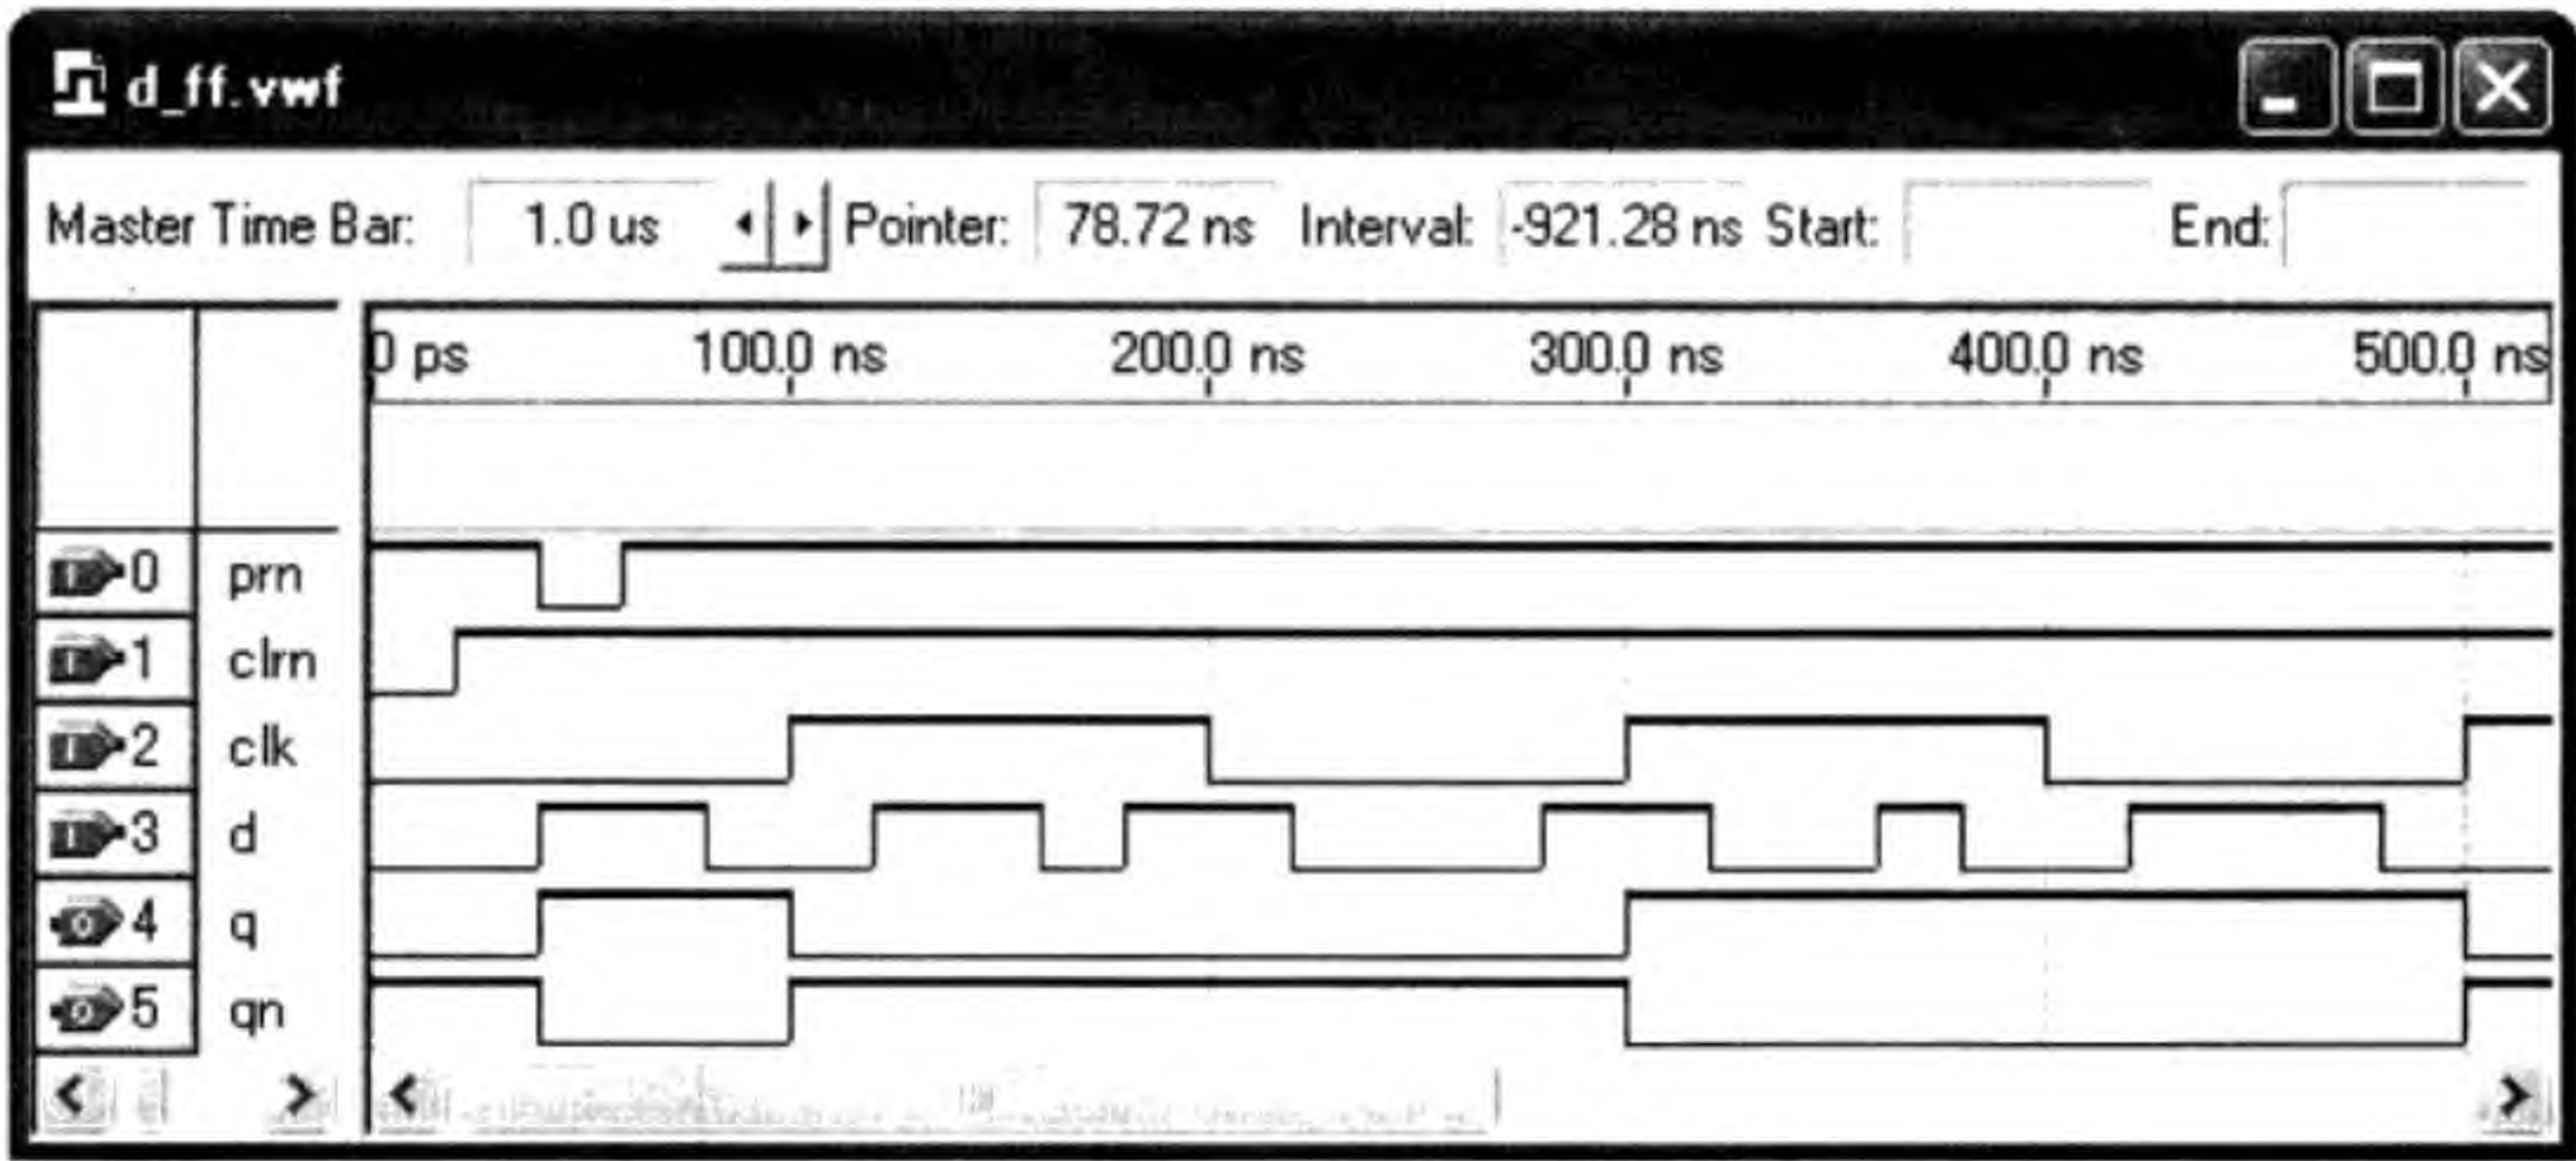 d_ff.vwf
Master Time Bar: 1.0 us Pointer: 78.72 ns Interval: -921.28 ns Start: End:
0 ps 100.0 ns 200.0 ns 300.0 ns 400.0 ns 500.0 ns
0 prn
1 clrn
2 clk
3 d
4 q
5 qn